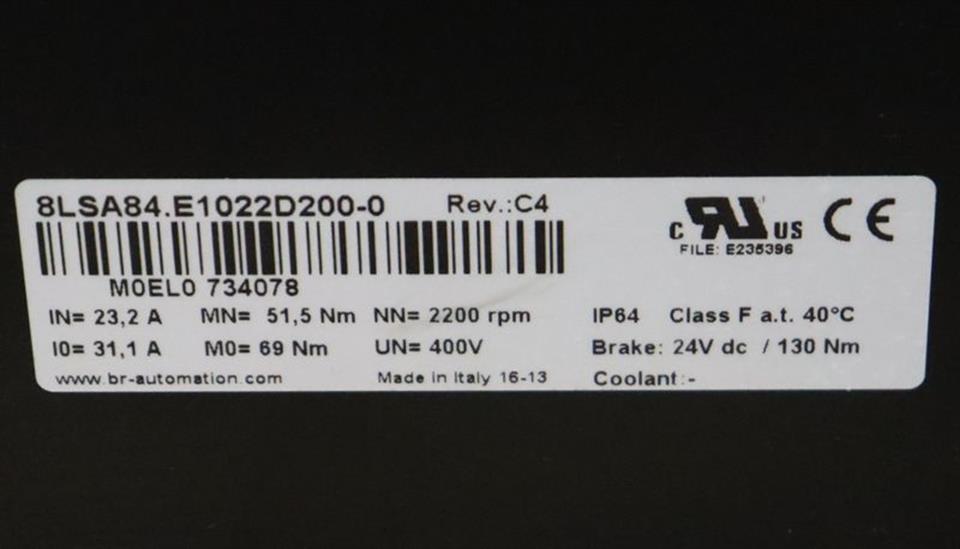 8LSA84.E1022D200-0 Rev.:C4
C RU US CE
FILE: E235396
M0EL0 734078
IN= 23,2 A MN= 51,5 Nm NN= 2200 rpm IP64 Class F a.t. 40°C
I0= 31,1 A M0= 69 Nm UN= 400V Brake: 24V dc / 130 Nm
www.br-automation.com Made in Italy 16-13 Coolant:-